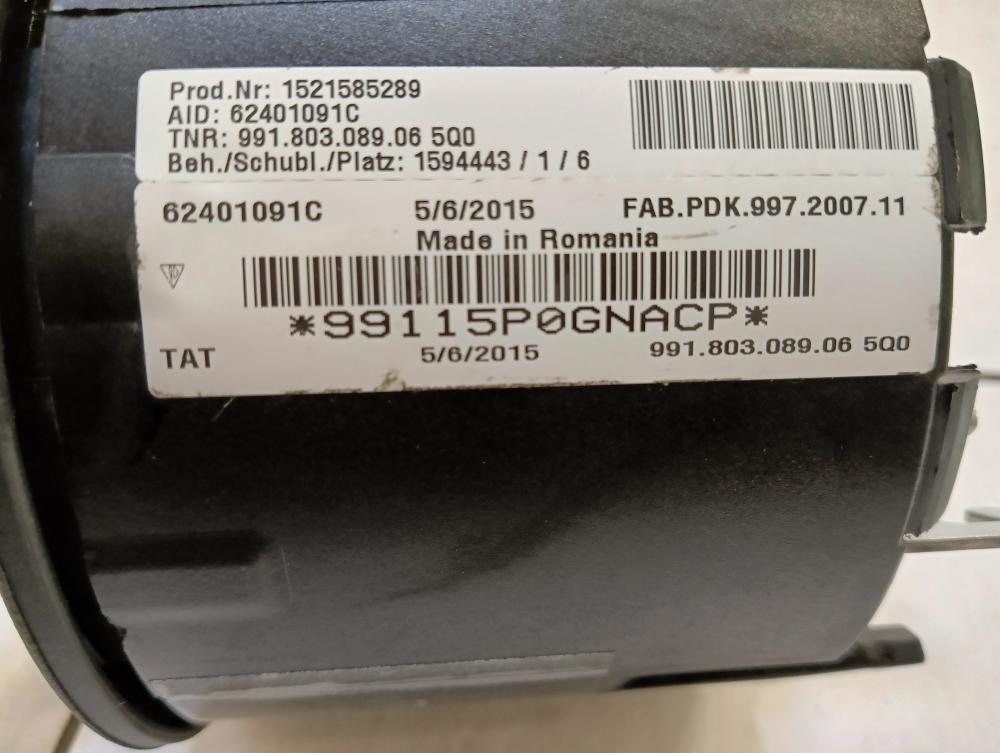 Prod.Nr: 1521585289
AID: 62401091C
TNR: 991.803.089.06 5Q0
Beh./Schubl./Platz: 1594443 / 1 / 6
62401091C 5/6/2015 FAB.PDK.997.2007.11
Made in Romania
*99115P0GNACP*
TAT 5/6/2015 991.803.089.06 5Q0